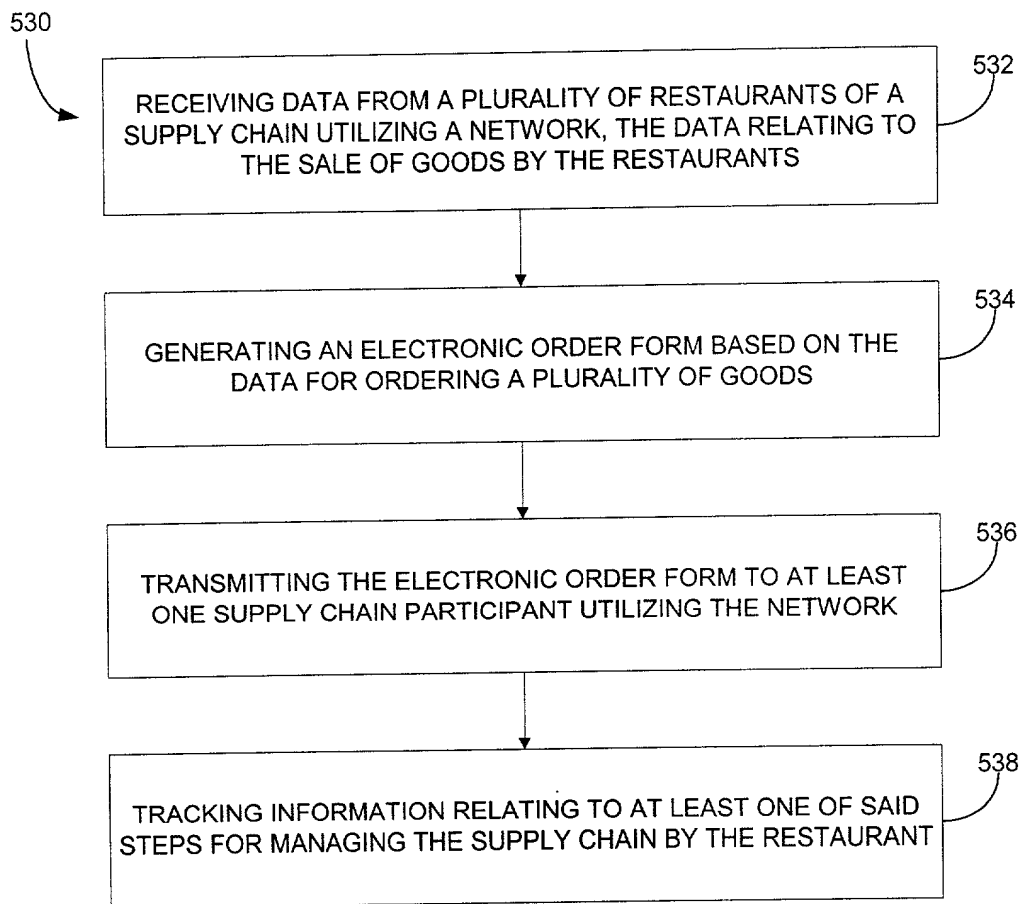 530
532
RECEIVING DATA FROM A PLURALITY OF RESTAURANTS OF A
SUPPLY CHAIN UTILIZING A NETWORK, THE DATA RELATING TO
THE SALE OF GOODS BY THE RESTAURANTS
534
GENERATING AN ELECTRONIC ORDER FORM BASED ON THE
DATA FOR ORDERING A PLURALITY OF GOODS
536
TRANSMITTING THE ELECTRONIC ORDER FORM TO AT LEAST
ONE SUPPLY CHAIN PARTICIPANT UTILIZING THE NETWORK
538
TRACKING INFORMATION RELATING TO AT LEAST ONE OF SAID
STEPS FOR MANAGING THE SUPPLY CHAIN BY THE RESTAURANT